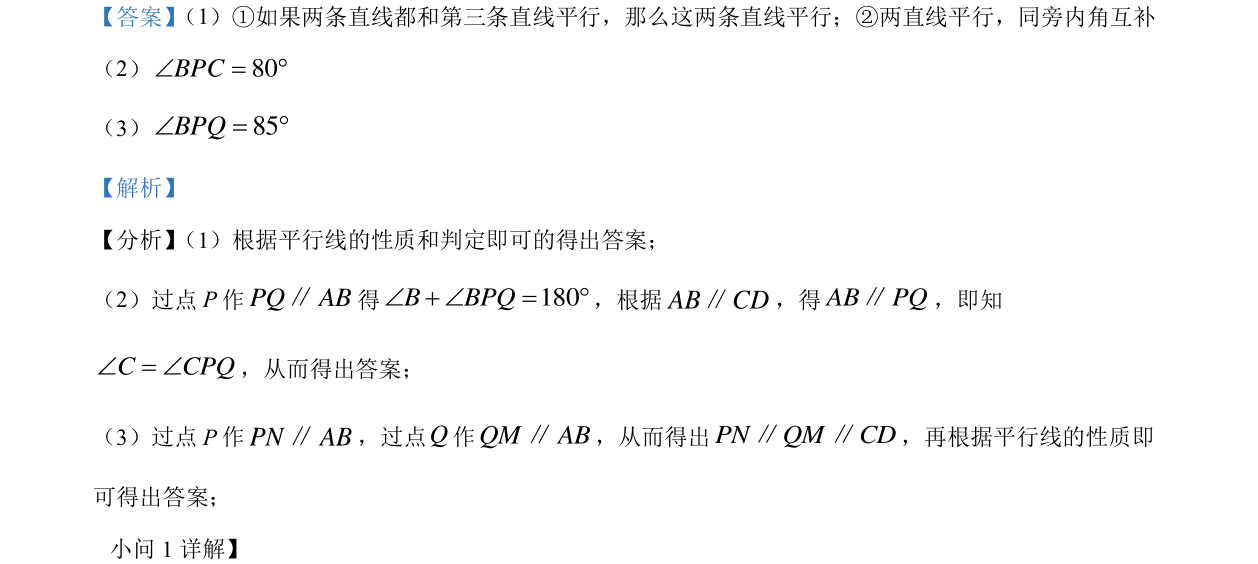 【答案】（1）①如果两条直线都和第三条直线平行，那么这两条直线平行；②两直线平行，同旁内角互补
（2）∠BPC = 80°
（3）∠BPQ = 85°
【解析】
【分析】（1）根据平行线的性质和判定即可的得出答案；
（2）过点 P 作 PQ ∥ AB 得 ∠B + ∠BPQ = 180°，根据 AB ∥ CD，得 AB ∥ PQ，即知
∠C = ∠CPQ，从而得出答案；
（3）过点 P 作 PN ∥ AB，过点 Q 作 QM ∥ AB，从而得出 PN ∥ QM ∥ CD，再根据平行线的性质即
可得出答案；
小问 1 详解】